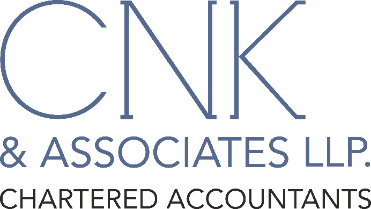 CNK
& ASSOCIATES LLP.
CHARTERED ACCOUNTANTS